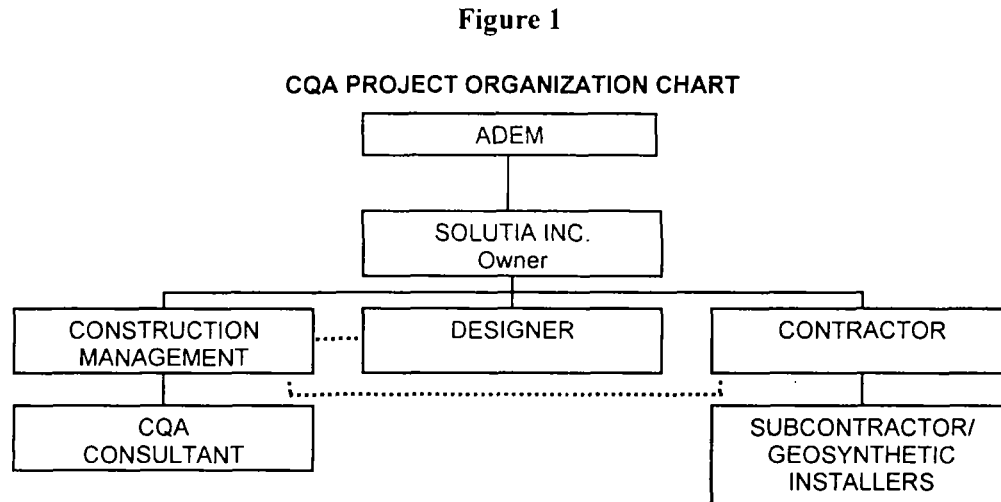 Figure 1
CQA PROJECT ORGANIZATION CHART
ADEM
SOLUTIA INC.
Owner
CONSTRUCTION
MANAGEMENT
DESIGNER
CONTRACTOR
CQA
CONSULTANT
SUBCONTRACTOR/
GEOSYNTHETIC
INSTALLERS